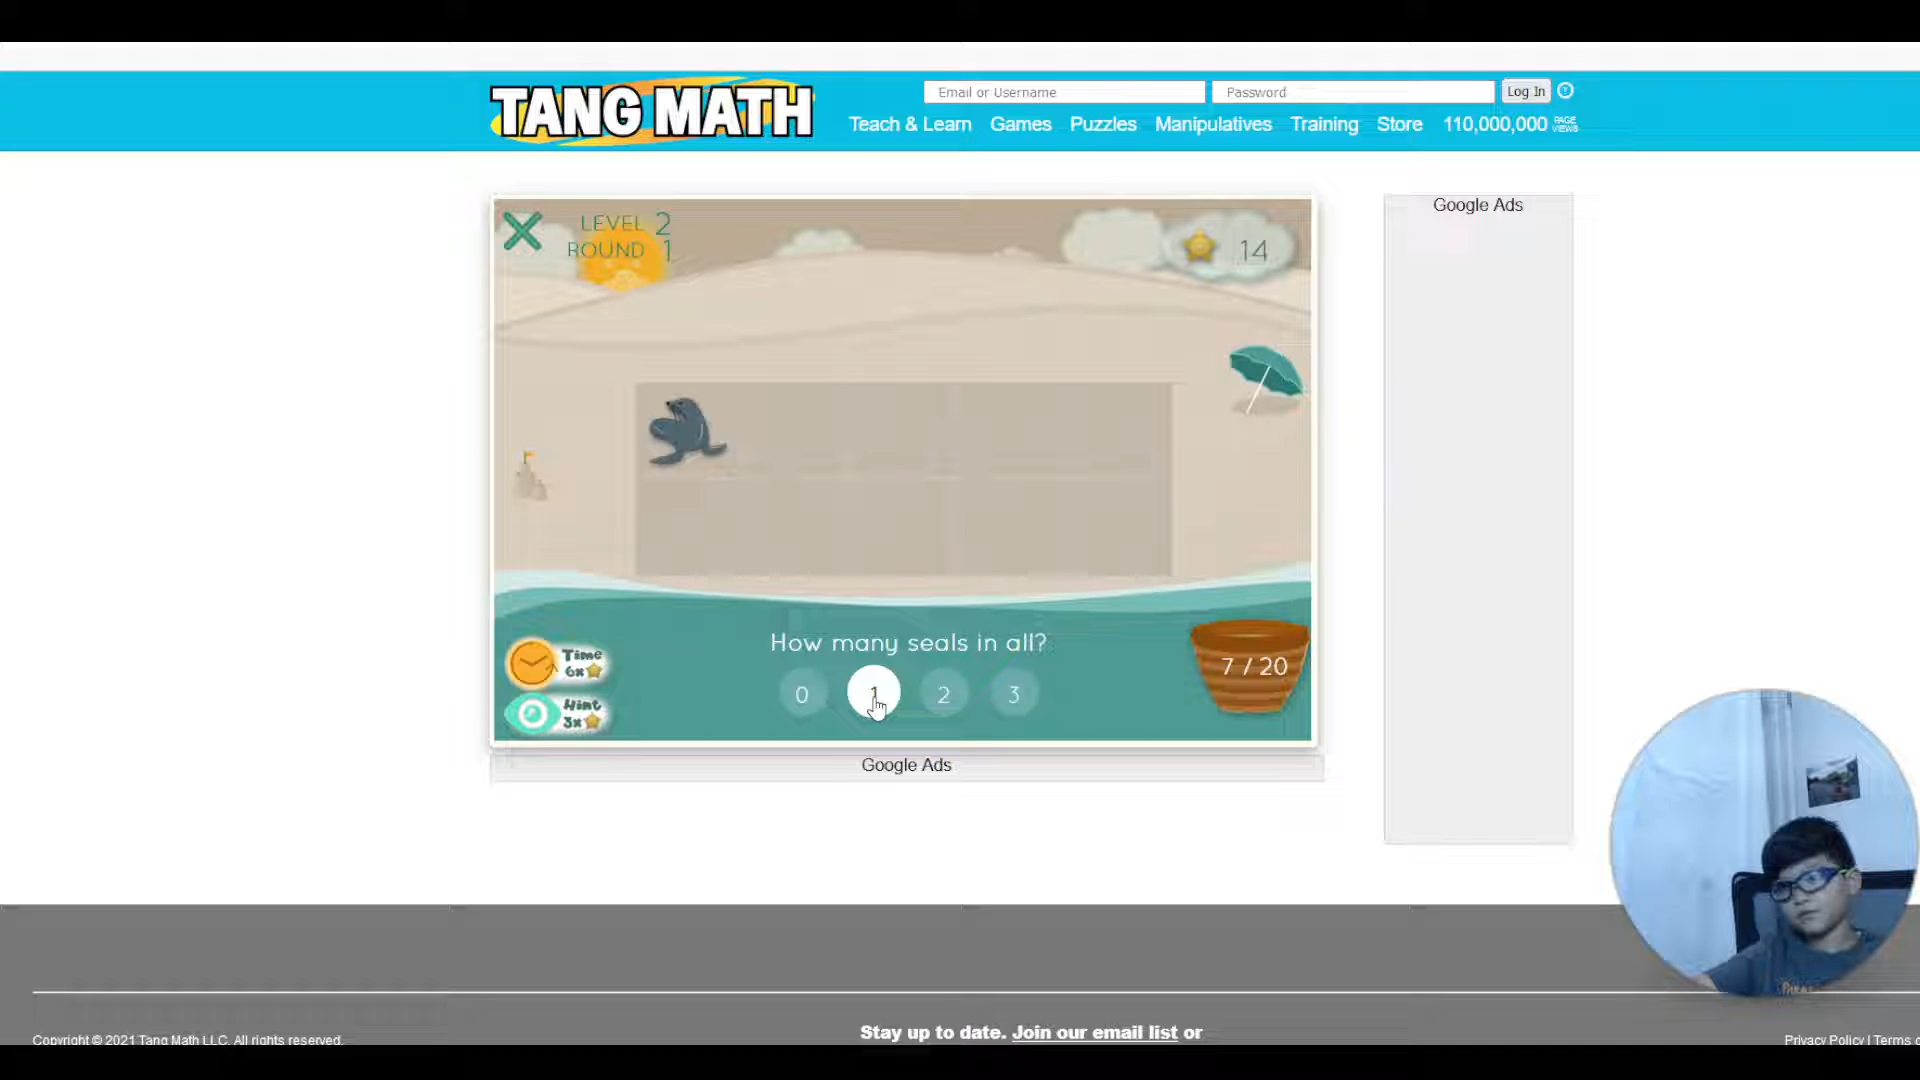 TANG MATH
Email or Username
Password
Log In
Teach & Learn
Games
Puzzles
Manipulatives
Training
Store
110,000,000 PAGE VIEWS
LEVEL 2
ROUND 1
14
Google Ads
How many seals in all?
0 1 2 3
Time
6x
Hint
3x
7 / 20
Google Ads
Stay up to date. Join our email list or
Copyright © 2021 Tang Math LLC. All rights reserved.
Privacy Policy | Terms